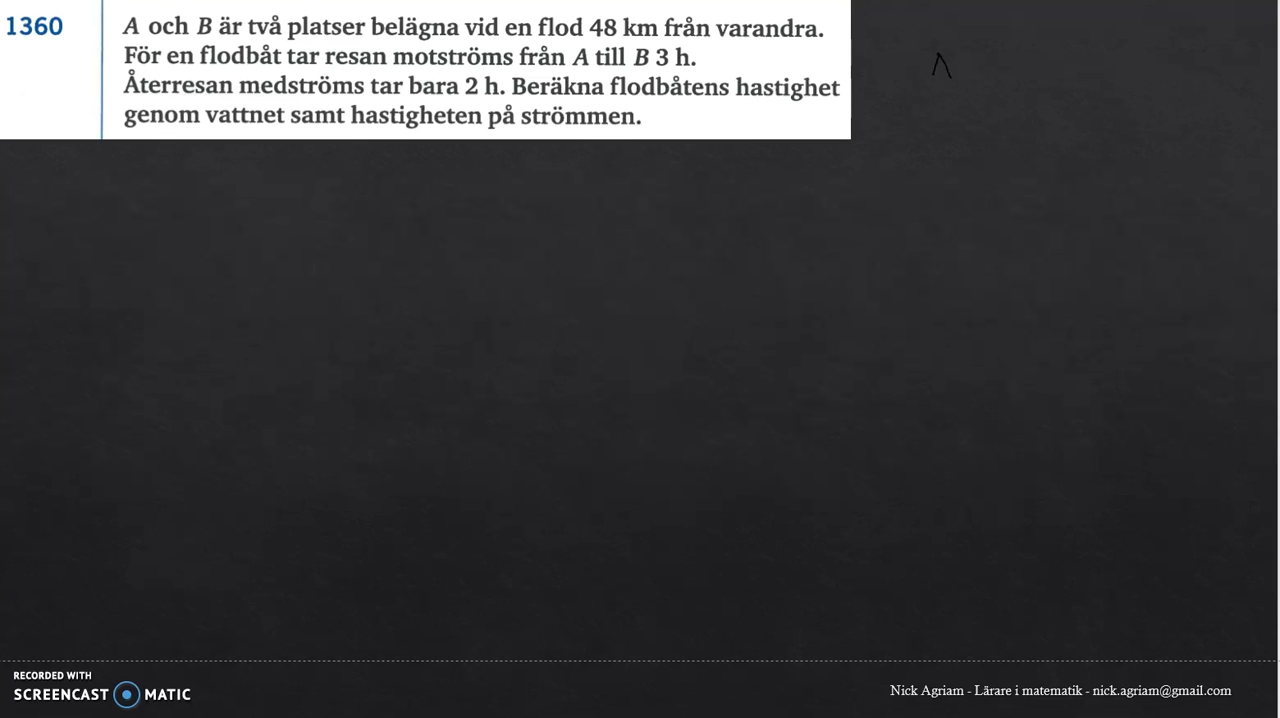 1360
A och B är två platser belägna vid en flod 48 km från varandra.
För en flodbåt tar resan motströms från A till B 3 h.
Återresan medströms tar bara 2 h. Beräkna flodbåtens hastighet
genom vattnet samt hastigheten på strömmen.
RECORDED WITH
SCREENCAST MATIC
Nick Agriam - Lärare i matematik - nick.agriam@gmail.com